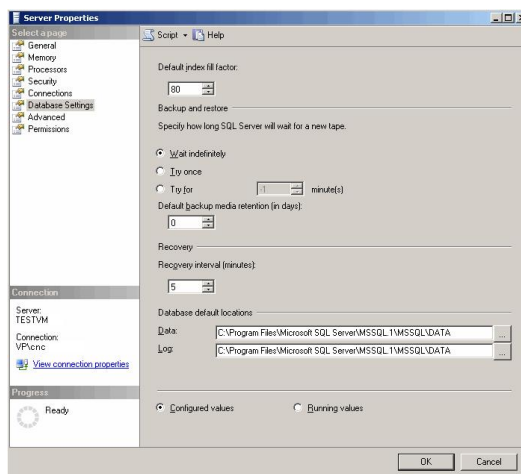 Server Properties
Select a page
General
Memory
Processors
Security
Connections
Database Settings
Advanced
Permissions
Connection
Server:
TESTVM
Connection:
VP\cnc
View connection properties
Progress
Ready
Script
Help
Default index fill factor:
80
Backup and restore
Specify how long SQL Server will wait for a new tape.
Wait indefinitely
Try once
Try for -1 minute(s)
Default backup media retention (in days):
0
Recovery
Recovery interval (minutes):
5
Database default locations
Data: C:\Program Files\Microsoft SQL Server\MSSQL.1\MSSQL\DATA ...
Log: C:\Program Files\Microsoft SQL Server\MSSQL.1\MSSQL\DATA ...
Configured values Running values
OK Cancel